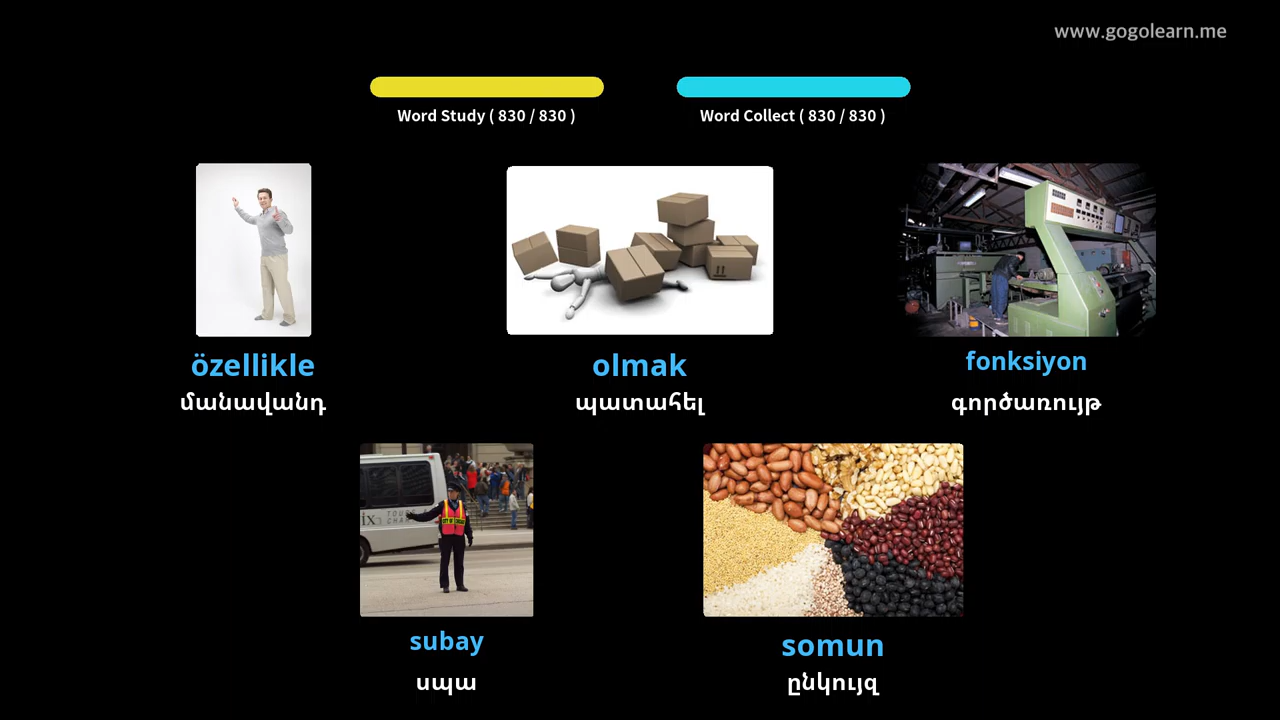 www.gogolearn.me
Word Study ( 830 / 830 )
Word Collect ( 830 / 830 )
özellikle
մանավանդ
olmak
պատահել
fonksiyon
գործառույթ
subay
սպա
somun
ընկույզ